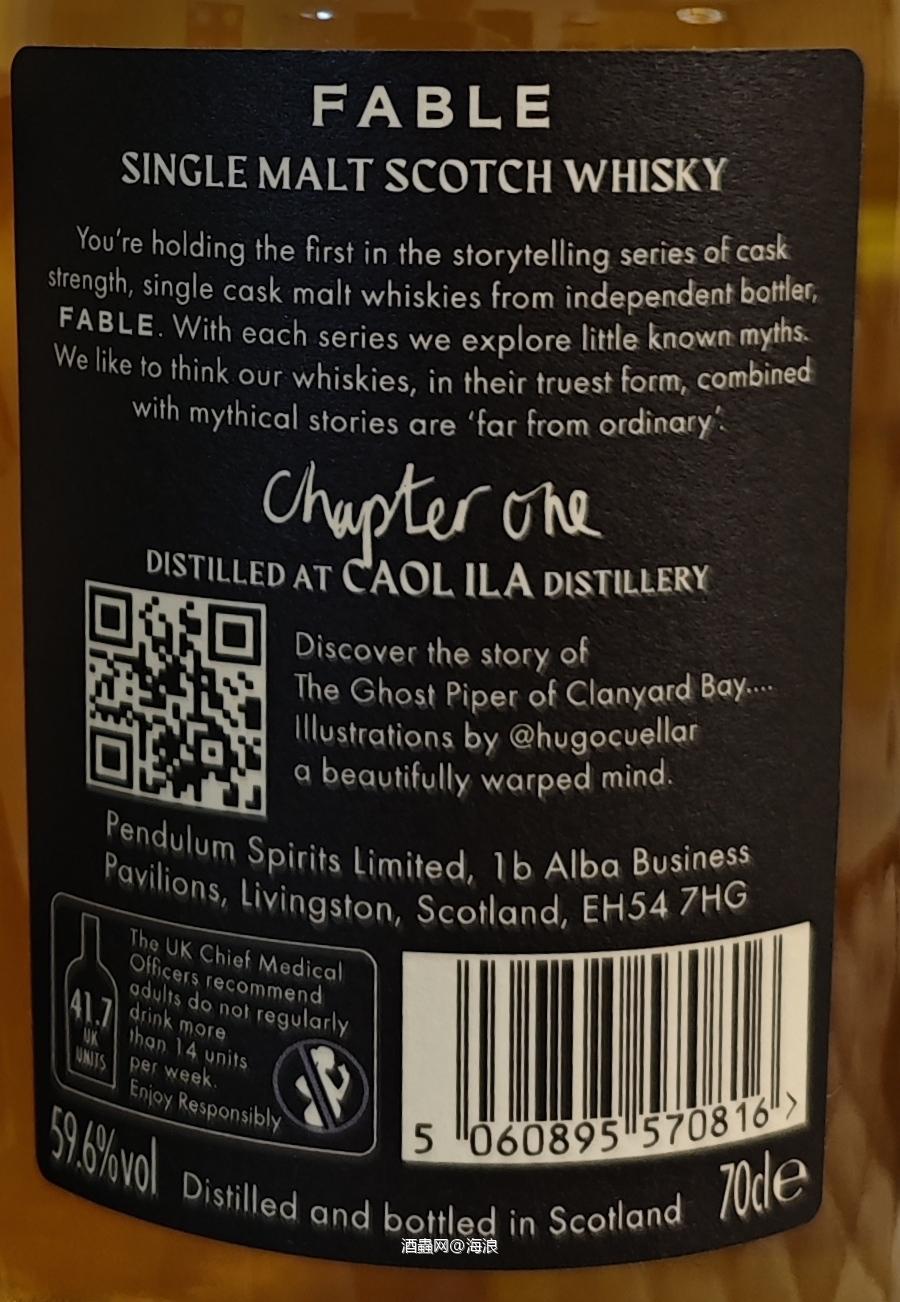 FABLE
SINGLE MALT SCOTCH WHISKY
You're holding the first in the storytelling series of cask
strength, single cask malt whiskies from independent bottler,
FABLE. With each series we explore little known myths.
We like to think our whiskies, in their truest form, combined
with mythical stories are 'far from ordinary'.
Chapter one
DISTILLED AT CAOL ILA DISTILLERY
Discover the story of
The Ghost Piper of Clanyard Bay....
Illustrations by @hugocuellar
a beautifully warped mind.
Pendulum Spirits Limited, 1b Alba Business
Pavilions, Livingston, Scotland, EH54 7HG
41.7
UK
UNITS
The UK Chief Medical
Officers recommend
adults do not regularly
drink more
than 14 units
per week.
Enjoy Responsibly
5 060895 570816 >
59.6%vol
Distilled and bottled in Scotland
70cl e
酒蟲网@海浪